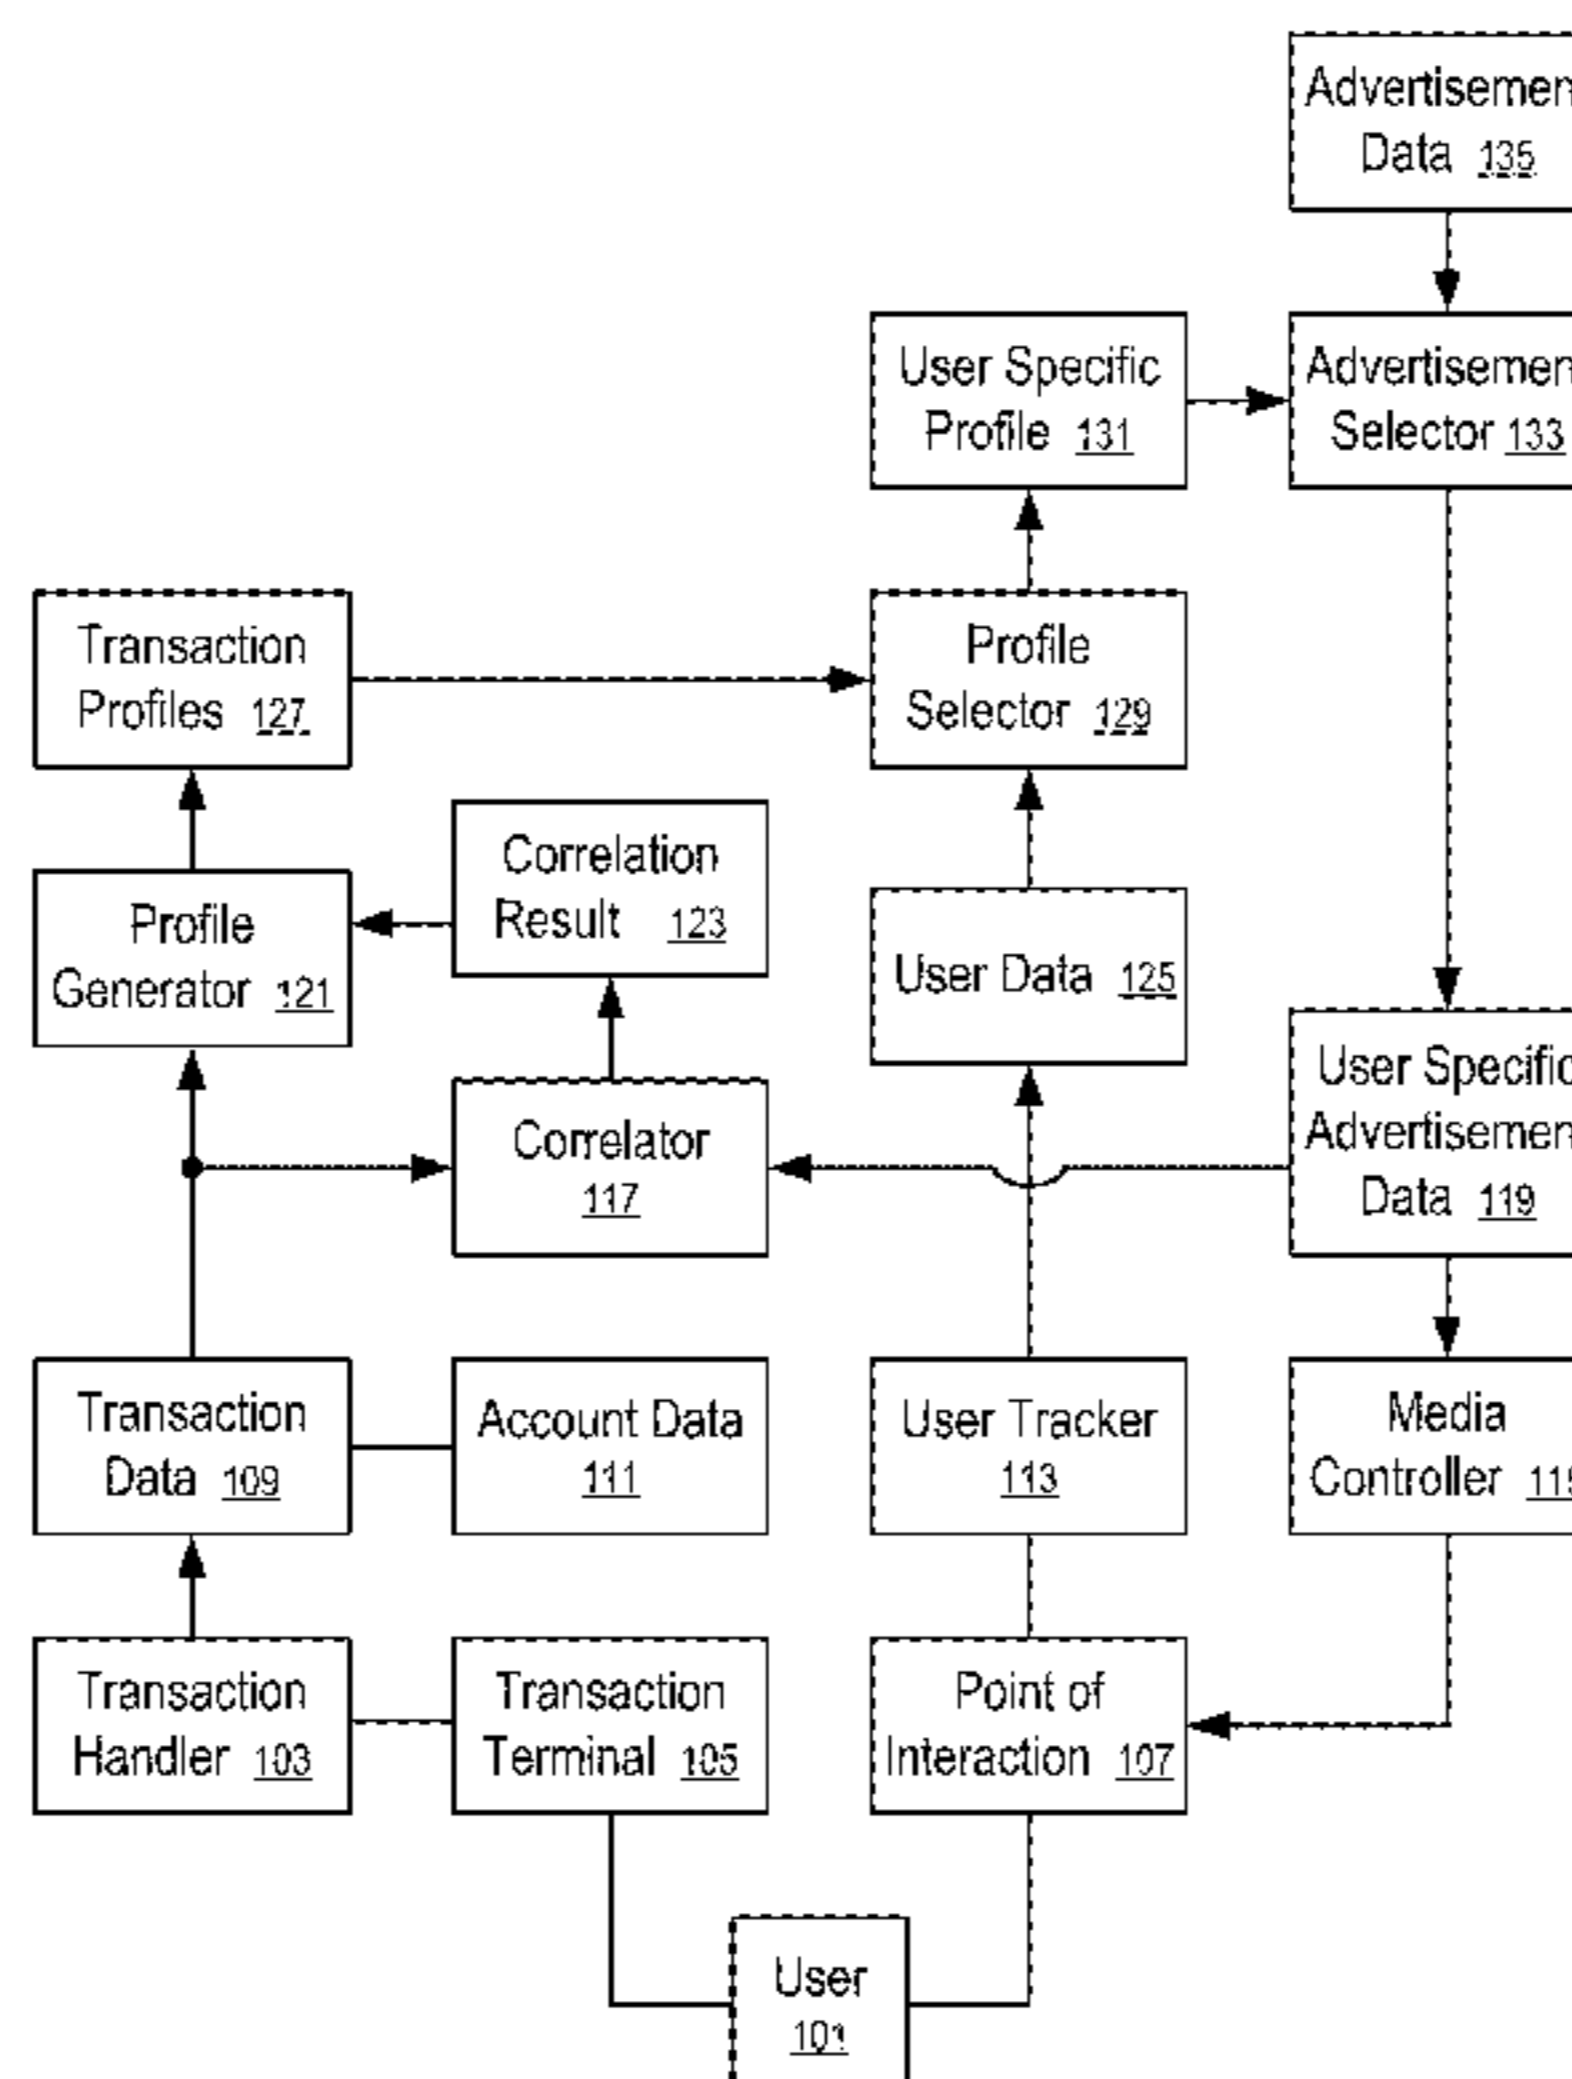 Advertisemen
Data 135
User Specific
Profile 131
Advertisemen
Selector 133
Transaction
Profiles 127
Profile
Selector 129
Correlation
Result 123
Profile
Generator 121
User Data 125
User Specific
Advertisemen
Data 119
Correlator
117
Transaction
Data 109
Account Data
111
User Tracker
113
Media
Controller 115
Transaction
Handler 103
Transaction
Terminal 105
Point of
Interaction 107
User
101